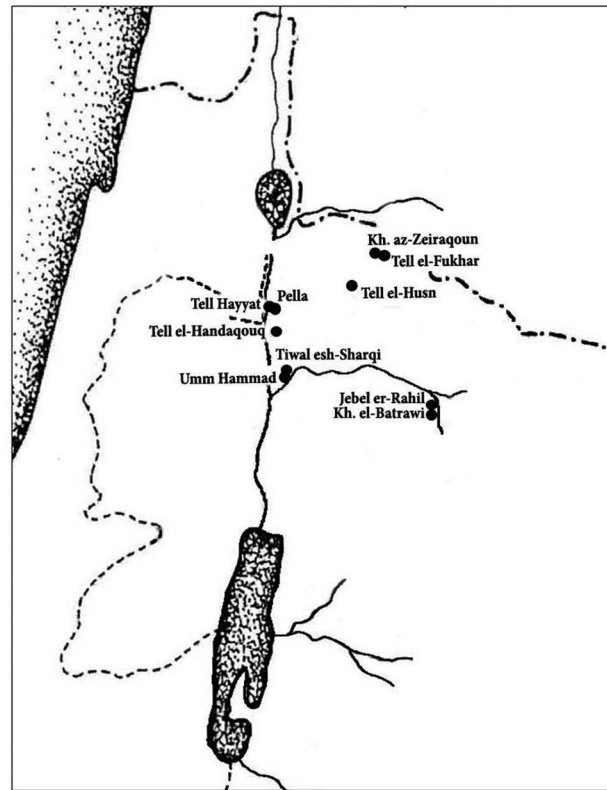 Kh. az-Zeiraqoun
Tell el-Fukhar
Tell el-Husn
Tell Hayyat
Pella
Tell el-Handaqouq
Tiwal esh-Sharqi
Umm Hammad
Jebel er-Rahil
Kh. el-Batrawi